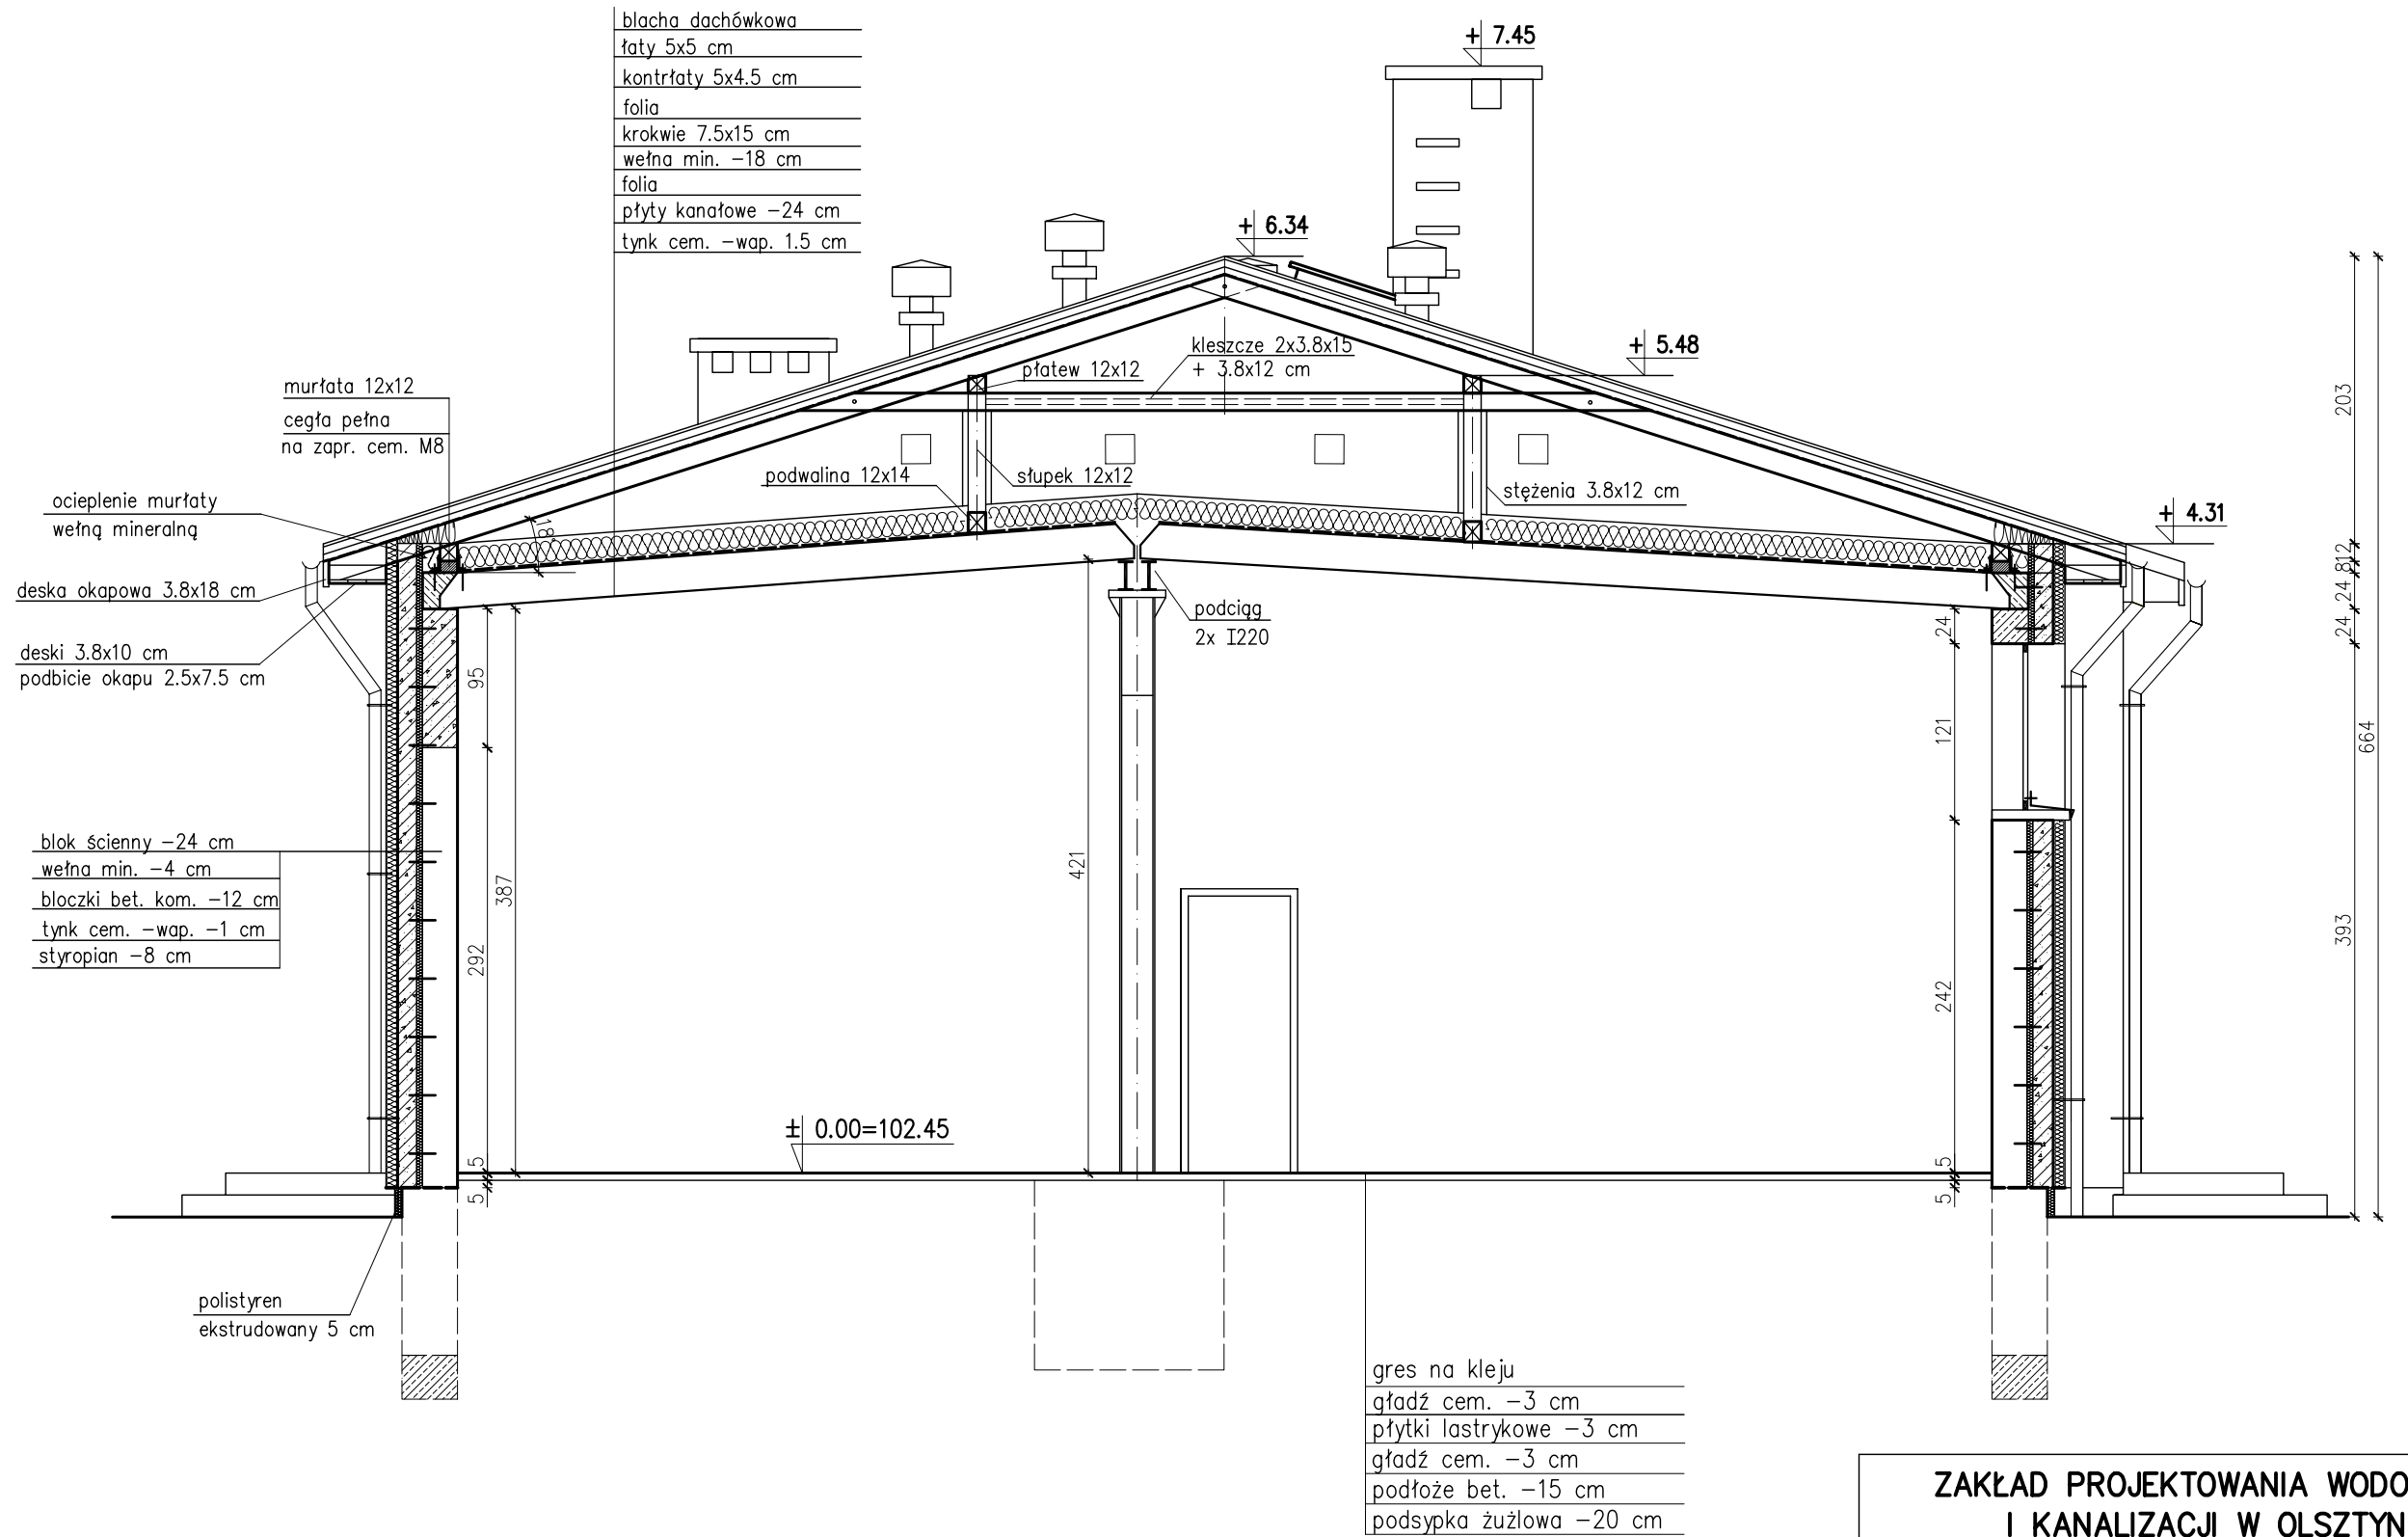 blacha dachówkowa
łaty 5x5 cm
kontrłaty 5x4.5 cm
folia
krokwie 7.5x15 cm
wełna min. -18 cm
folia
płyty kanałowe -24 cm
tynk cem. -wap. 1.5 cm
+ 7.45
+ 6.34
+ 5.48
+ 4.31
kleszcze 2x3.8x15
+ 3.8x12 cm
płatew 12x12
murłata 12x12
cegła pełna
na zapr. cem. M8
podwalina 12x14
słupek 12x12
stężenia 3.8x12 cm
ocieplenie murłaty
wełną mineralną
18
deska okapowa 3.8x18 cm
deski 3.8x10 cm
podbicie okapu 2.5x7.5 cm
podciąg
2x I220
blok ścienny -24 cm
wełna min. -4 cm
bloczki bet. kom. -12 cm
tynk cem. -wap. -1 cm
styropian -8 cm
95
292
5
5
387
421
24
121
242
5
5
203
12
8
24
24
393
664
± 0.00=102.45
polistyren
ekstrudowany 5 cm
gres na kleju
gładź cem. -3 cm
płytki lastrykowe -3 cm
gładź cem. -3 cm
podłoże bet. -15 cm
podsypka żużlowa -20 cm
ZAKŁAD PROJEKTOWANIA WODO
I KANALIZACJI W OLSZTYN